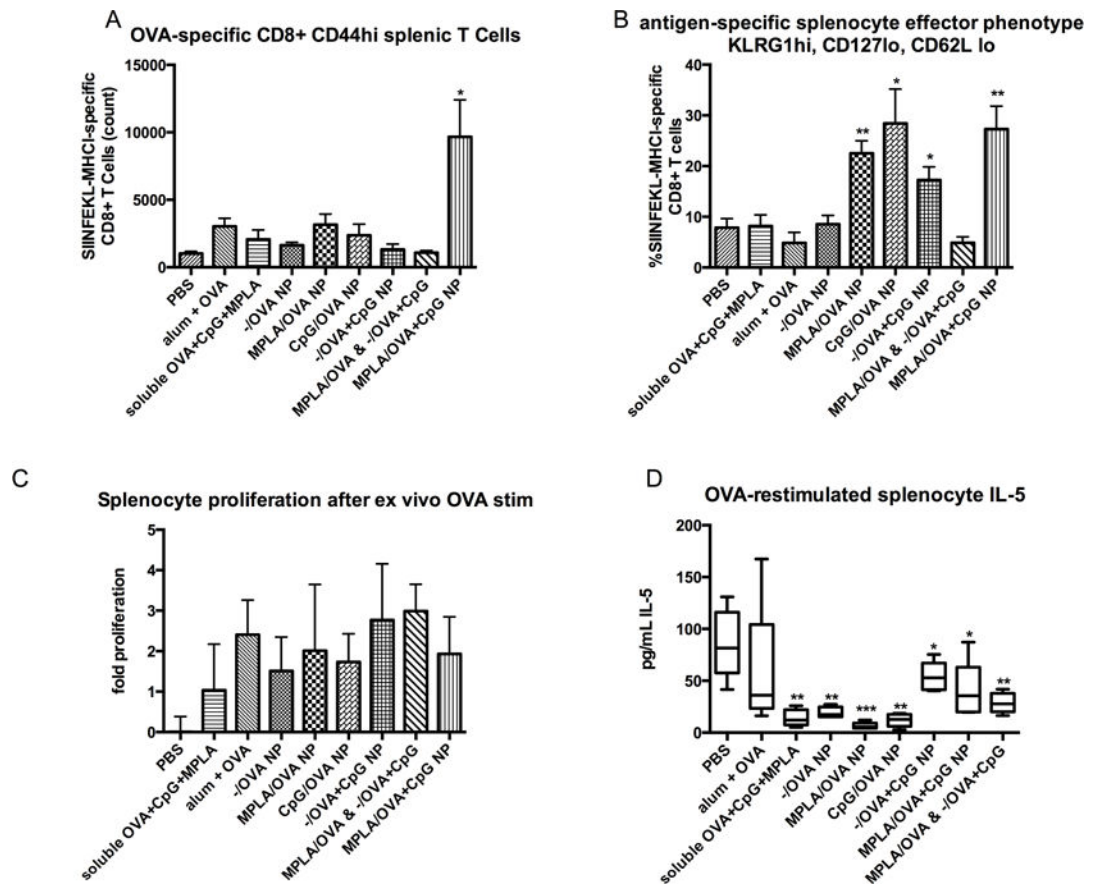 A
OVA-specific CD8+ CD44hi splenic T Cells
SIINFEKL-MHCI-specific
CD8+ T Cells (count)
15000
10000
5000
0
*
PBS
alum + OVA
soluble OVA+CpG+MPLA
-/OVA NP
MPLA/OVA NP
CpG/OVA NP
-/OVA+CpG NP
MPLA/OVA & -/OVA+CpG
MPLA/OVA+CpG NP
B
antigen-specific splenocyte effector phenotype
KLRG1hi, CD127lo, CD62L lo
%SIINFEKL-MHCI-specific
CD8+ T cells
40
30
20
10
0
**
*
*
**
PBS
soluble OVA+CpG+MPLA
alum + OVA
-/OVA NP
MPLA/OVA NP
CpG/OVA NP
-/OVA+CpG NP
MPLA/OVA & -/OVA+CpG
MPLA/OVA+CpG NP
C
Splenocyte proliferation after ex vivo OVA stim
fold proliferation
5
4
3
2
1
0
PBS
soluble OVA+CpG+MPLA
alum + OVA
-/OVA NP
MPLA/OVA NP
CpG/OVA NP
-/OVA+CpG NP
MPLA/OVA & -/OVA+CpG
MPLA/OVA+CpG NP
D
OVA-restimulated splenocyte IL-5
pg/mL IL-5
200
150
100
50
0
**
**
***
**
*
*
**
PBS
alum + OVA
soluble OVA+CpG+MPLA
-/OVA NP
MPLA/OVA NP
CpG/OVA NP
-/OVA+CpG NP
MPLA/OVA+CpG NP
MPLA/OVA & -/OVA+CpG